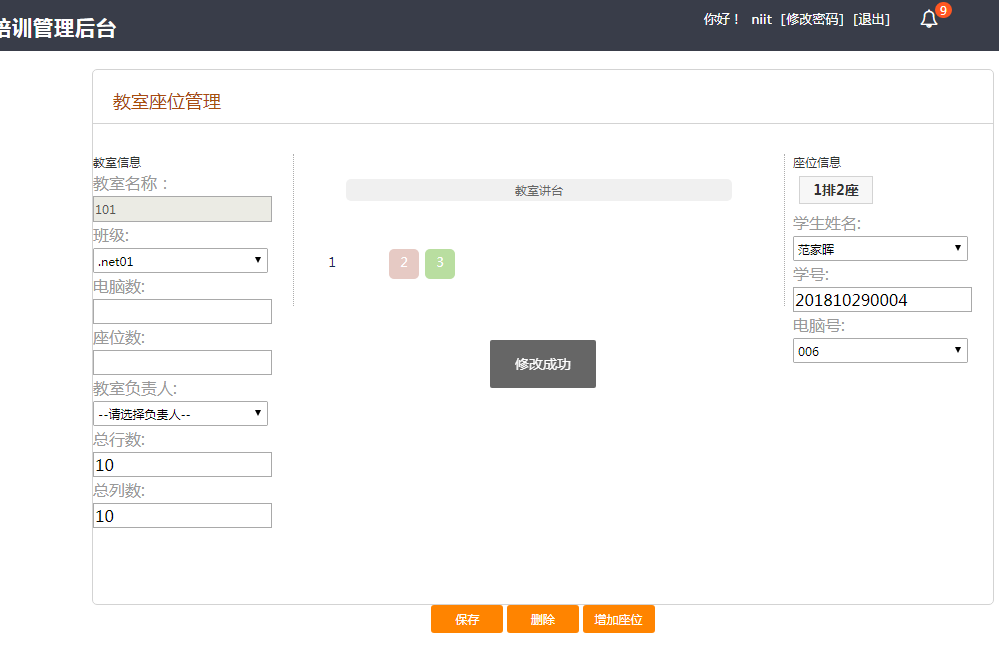 培训管理后台
你好！ niit [修改密码] [退出]
9
教室座位管理
教室信息
教室名称：
101
班级:
.net01
电脑数:
座位数:
教室负责人:
--请选择负责人--
总行数:
10
总列数:
10
教室讲台
1 2 3
修改成功
座位信息
1排2座
学生姓名:
范家晖
学号:
201810290004
电脑号:
006
保存 删除 增加座位